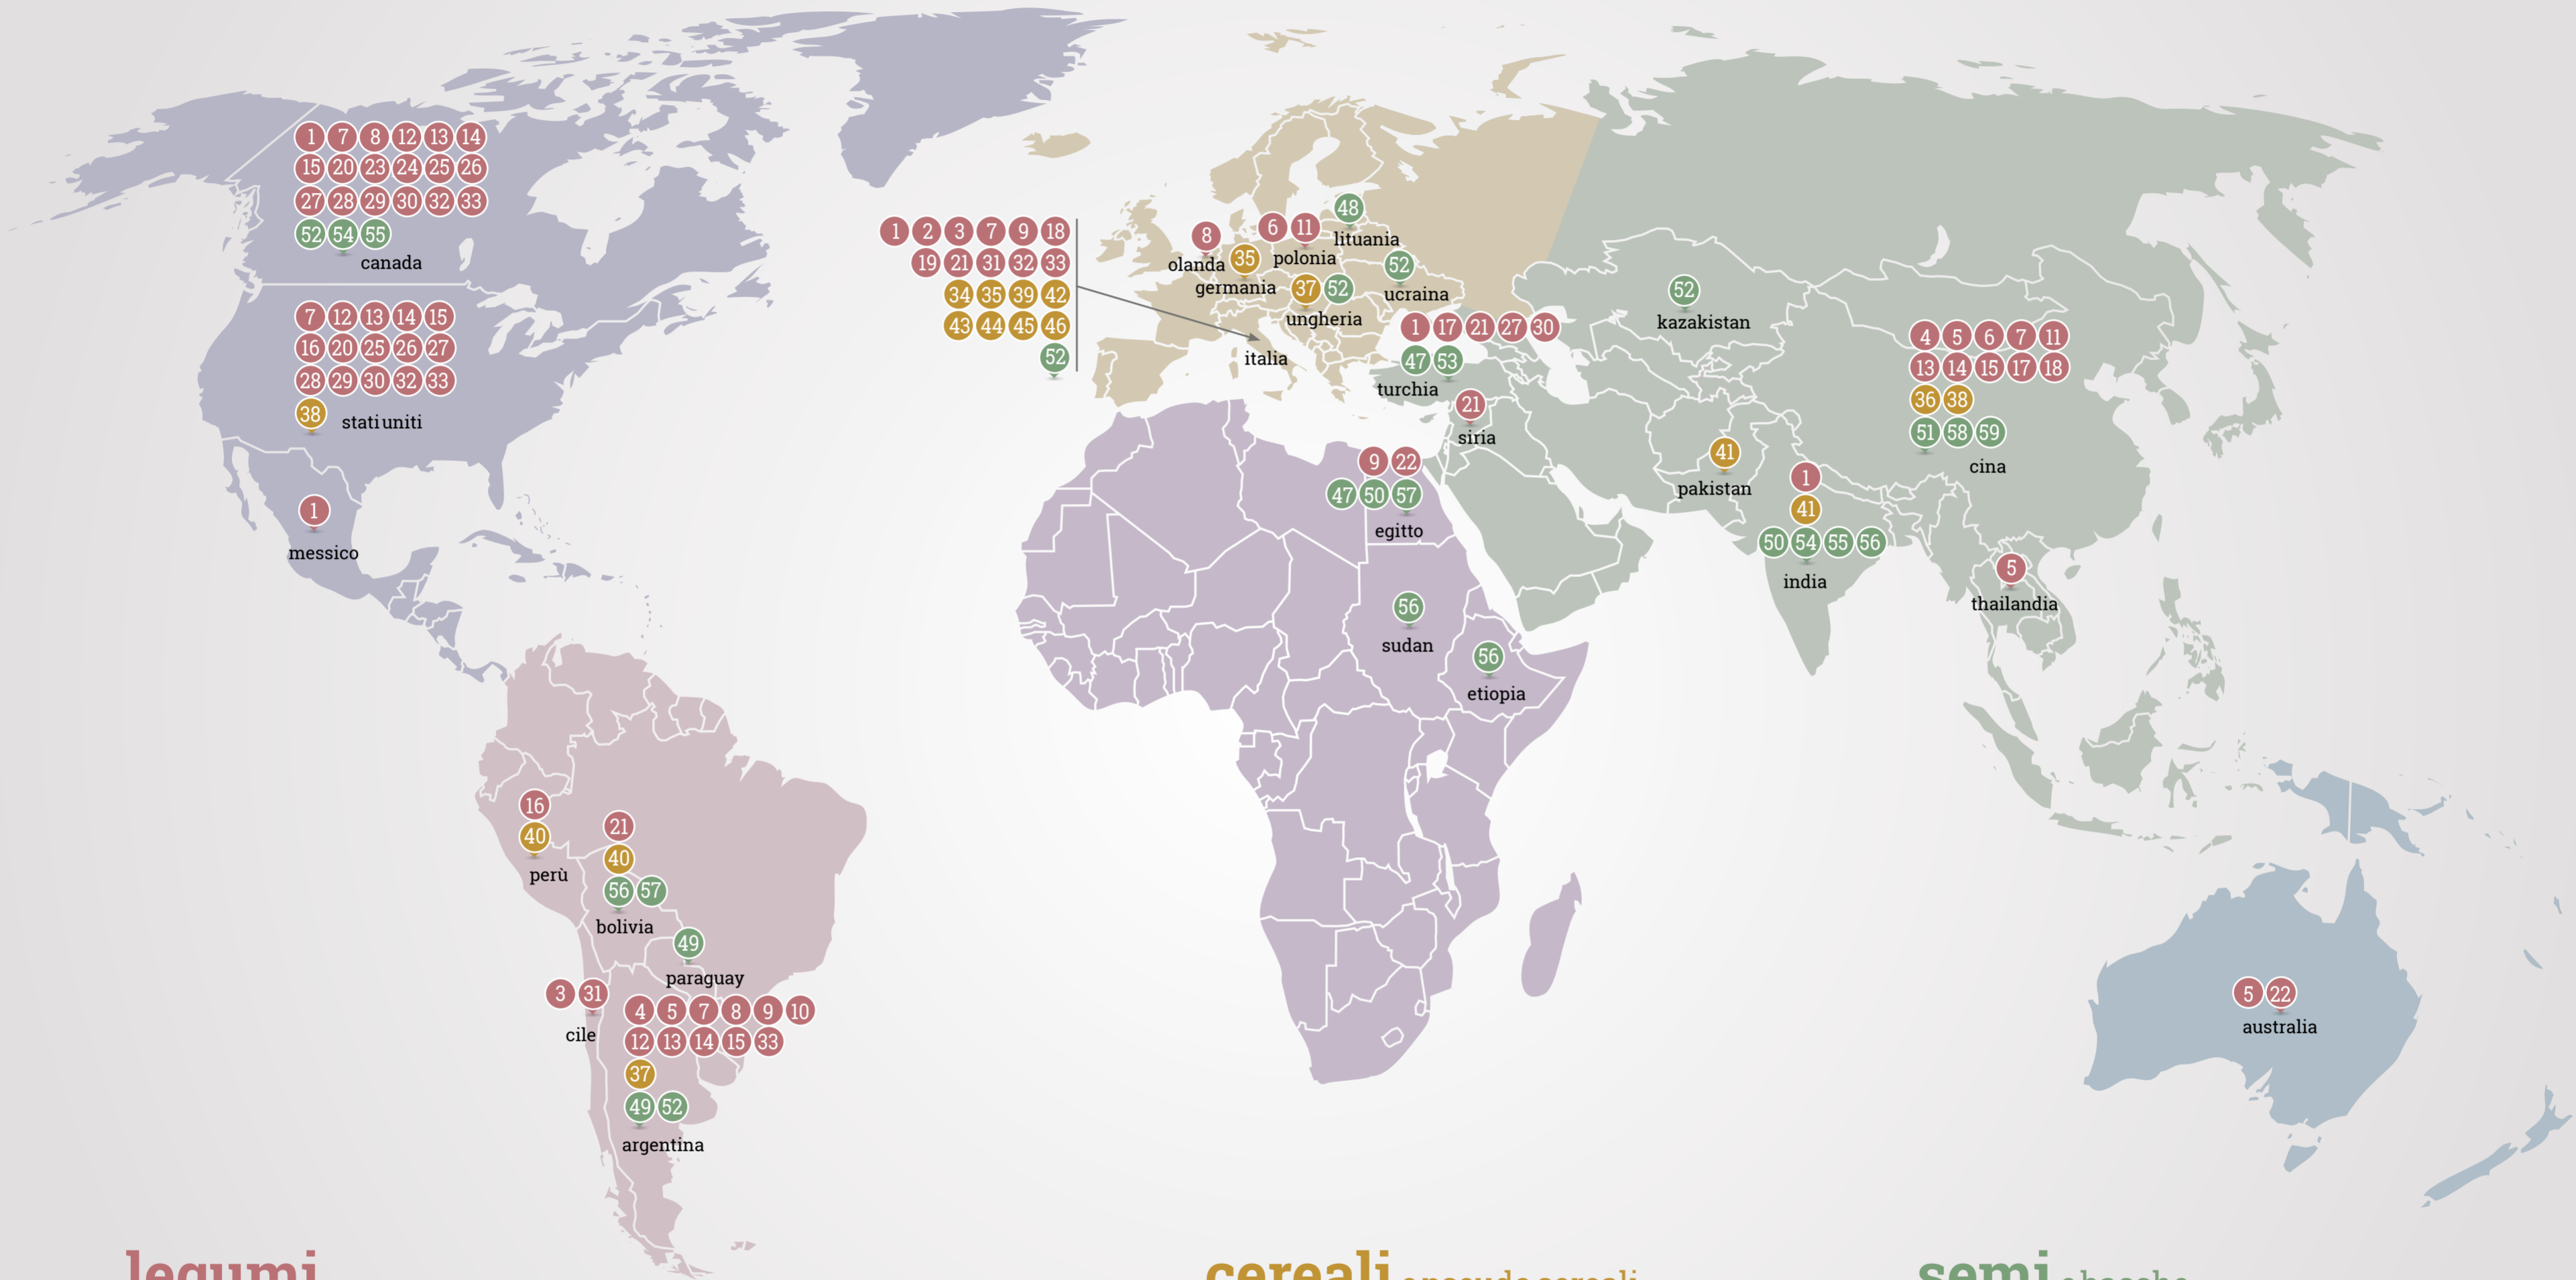 1 7 8 12 13 14
15 20 23 24 25 26
27 28 29 30 32 33
52 54 55
canada
7 12 13 14 15
16 20 25 26 27
28 29 30 32 33
38
stati uniti
1
messico
1 2 3 7 9 18
19 21 31 32 33
34 35 39 42
43 44 45 46
52
italia
8
olanda
35
germania
6 11
polonia
48
lituania
52
ucraina
37 52
ungheria
1 17 21 27 30
47 53
turchia
21
siria
52
kazakistan
4 5 6 7 11
13 14 15 17 18
36 38
51 58 59
cina
41
pakistan
1
41
50 54 55 56
india
5
thailandia
9 22
47 50 57
egitto
56
sudan
56
etiopia
16
40
perù
21
40
56 57
bolivia
49
paraguay
3 31
cile
4 5 7 8 9 10
12 13 14 15 33
37
49 52
argentina
5 22
australia
legumi
cereali e pseudo cereali
semi e bacche